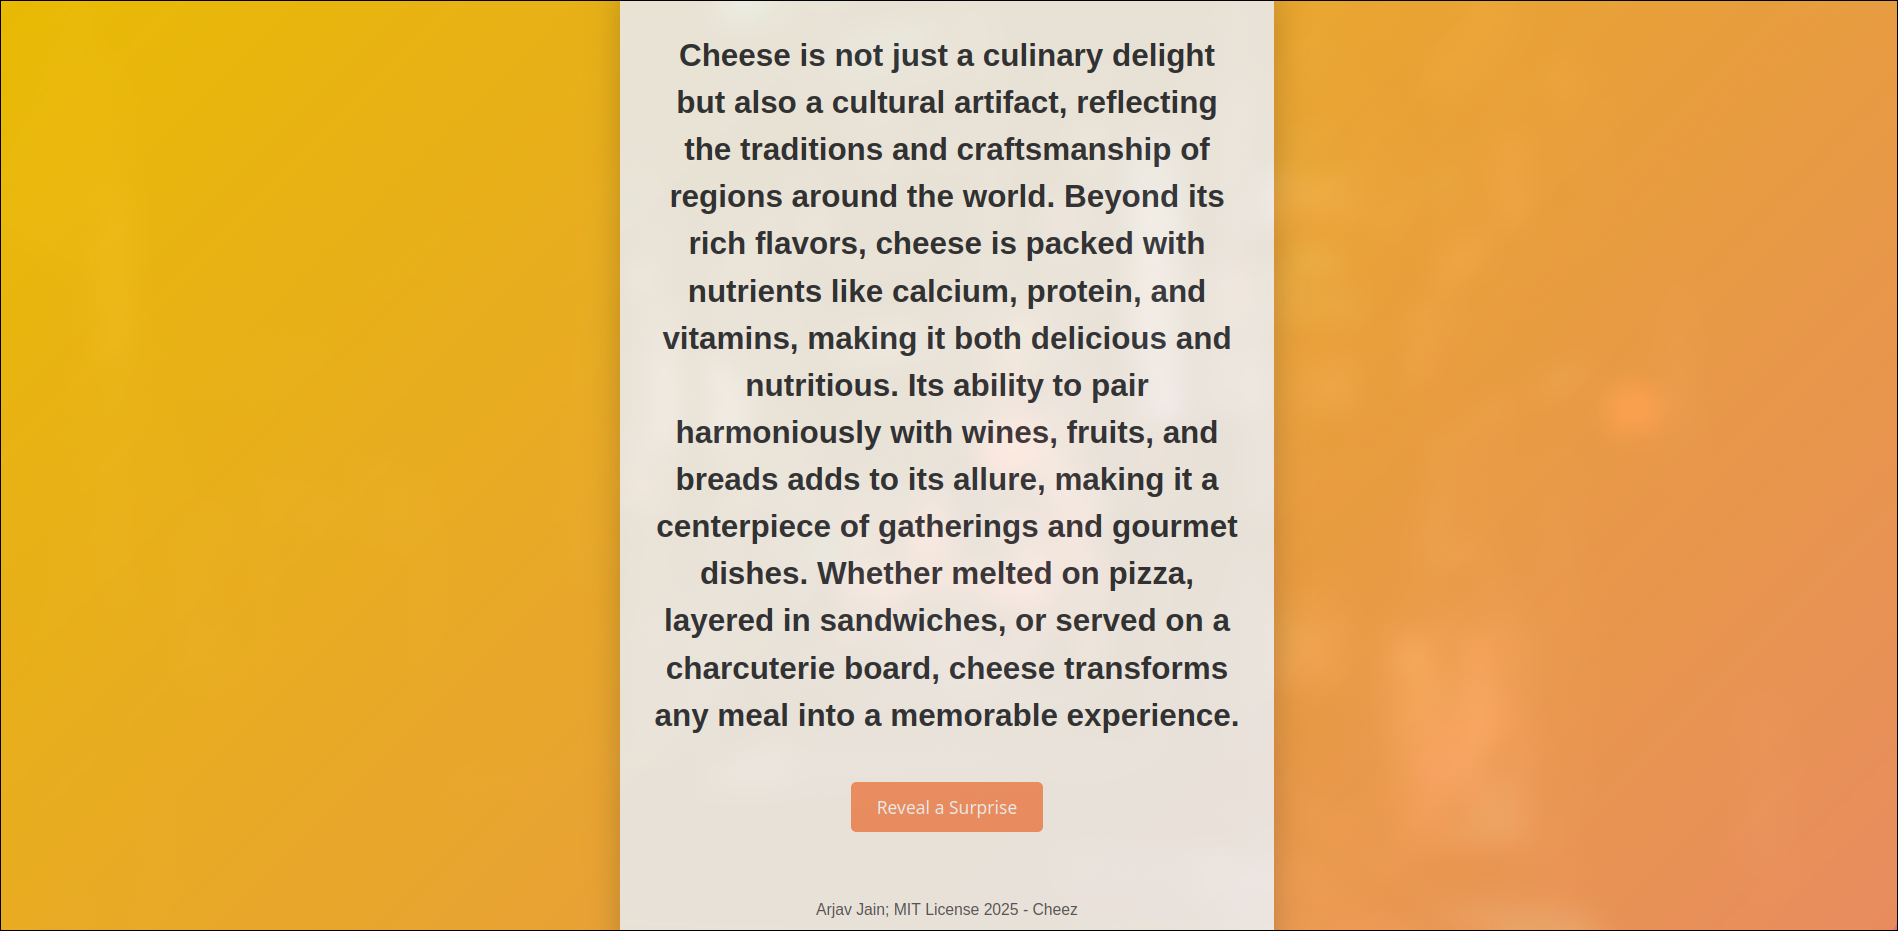 Cheese is not just a culinary delight
but also a cultural artifact, reflecting
the traditions and craftsmanship of
regions around the world. Beyond its
rich flavors, cheese is packed with
nutrients like calcium, protein, and
vitamins, making it both delicious and
nutritious. Its ability to pair
harmoniously with wines, fruits, and
breads adds to its allure, making it a
centerpiece of gatherings and gourmet
dishes. Whether melted on pizza,
layered in sandwiches, or served on a
charcuterie board, cheese transforms
any meal into a memorable experience.
Reveal a Surprise
Arjav Jain; MIT License 2025 - Cheez